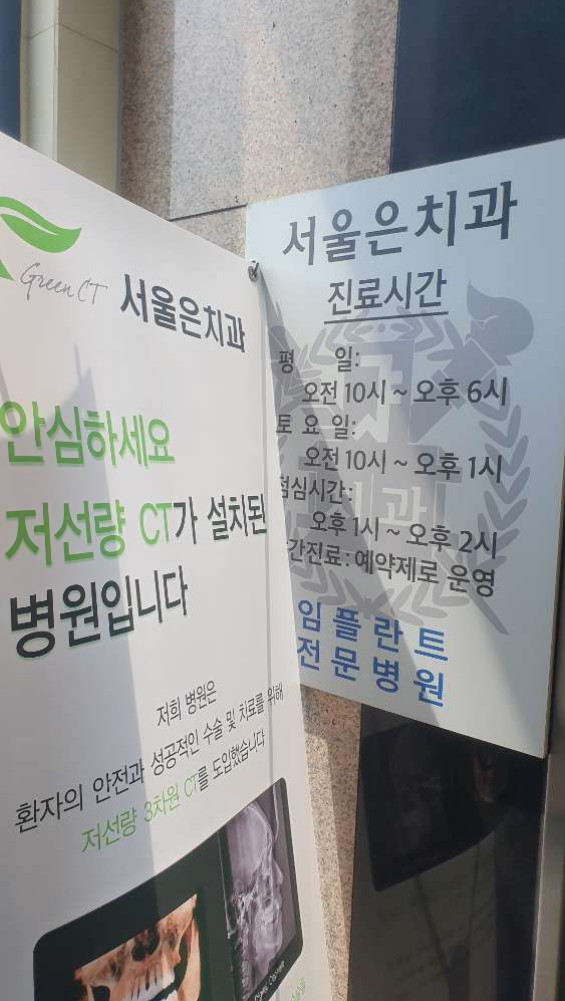 Green CT 서울은치과
안심하세요
저선량 CT가 설치된
병원입니다
저희 병원은
환자의 안전과 성공적인 수술 및 치료를 위해
저선량 3차원 CT를 도입했습니다
서울은치과
진료시간
평 일:
오전 10시 ~ 오후 6시
토 요 일:
오전 10시 ~ 오후 1시
점심시간:
오후 1시 ~ 오후 2시
간진료: 예약제로 운영
임플란트
전문병원